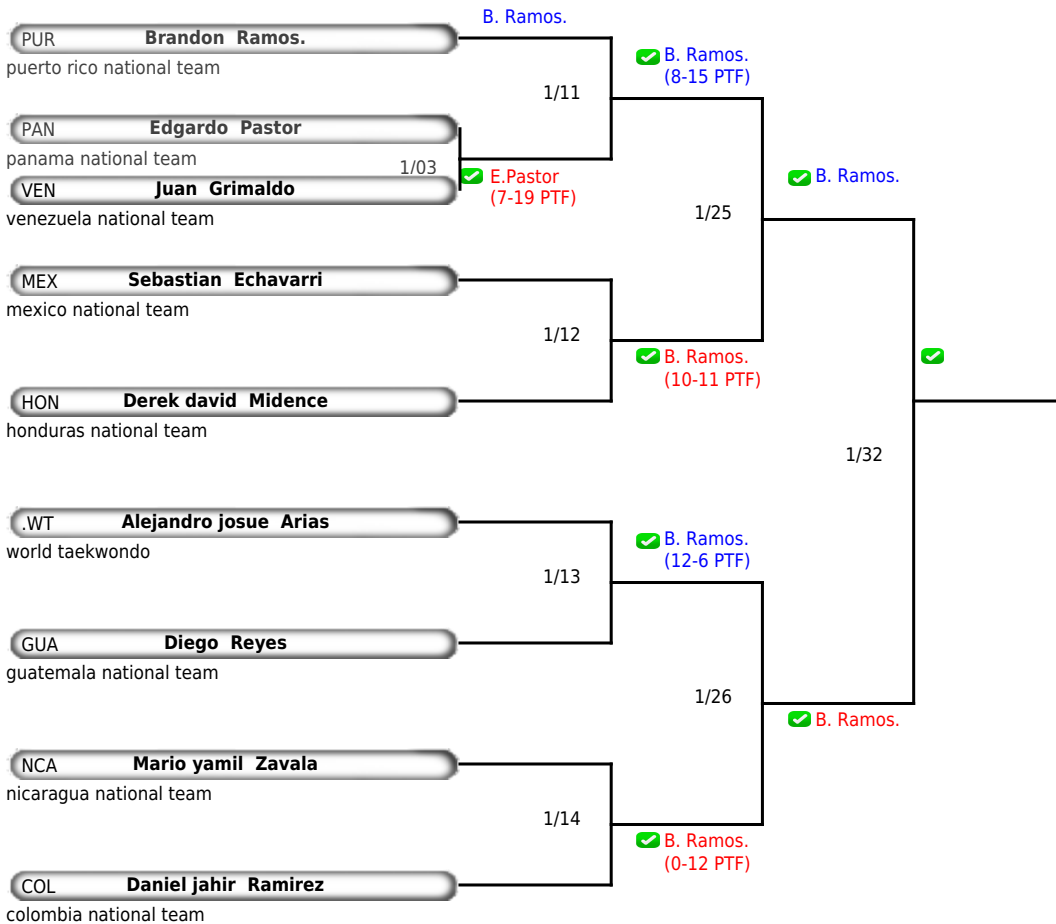 B. Ramos.
PUR Brandon Ramos.
puerto rico national team
B. Ramos.
(8-15 PTF)
1/11
PAN Edgardo Pastor
panama national team
1/03
E.Pastor
(7-19 PTF)
VEN Juan Grimaldo
venezuela national team
B. Ramos.
1/25
MEX Sebastian Echavarri
mexico national team
1/12
B. Ramos.
(10-11 PTF)
HON Derek david Midence
honduras national team
1/32
.WT Alejandro josue Arias
world taekwondo
B. Ramos.
(12-6 PTF)
1/13
GUA Diego Reyes
guatemala national team
1/26
B. Ramos.
NCA Mario yamil Zavala
nicaragua national team
1/14
B. Ramos.
(0-12 PTF)
COL Daniel jahir Ramirez
colombia national team